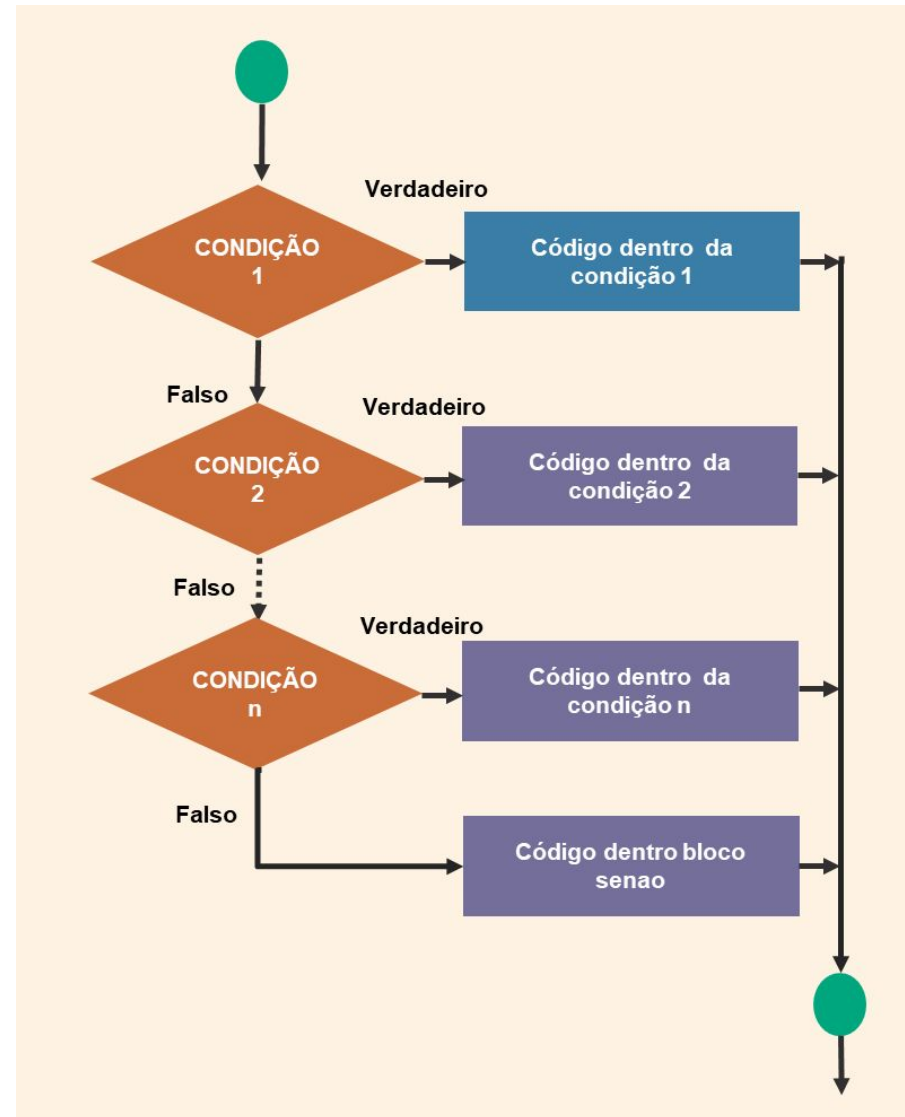 Verdadeiro
CONDIÇÃO
1
Código dentro da
condição 1
Falso
Verdadeiro
CONDIÇÃO
2
Código dentro da
condição 2
Falso
Verdadeiro
CONDIÇÃO
n
Código dentro da
condição n
Falso
Código dentro bloco
senao